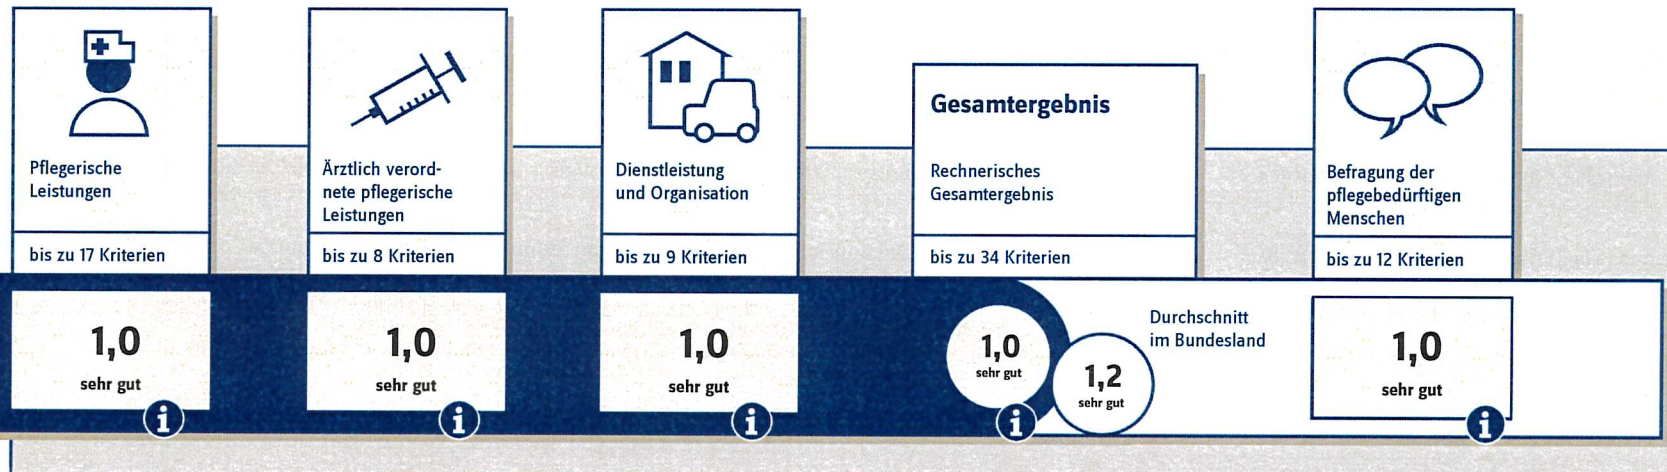 Pflegerische
Leistungen
bis zu 17 Kriterien
1,0
sehr gut
i
Ärztlich verord-
nete pflegerische
Leistungen
bis zu 8 Kriterien
1,0
sehr gut
i
Dienstleistung
und Organisation
bis zu 9 Kriterien
1,0
sehr gut
i
Gesamtergebnis
Rechnerisches
Gesamtergebnis
bis zu 34 Kriterien
1,0
sehr gut
i
1,2
sehr gut
Durchschnitt
im Bundesland
Befragung der
pflegebedürftigen
Menschen
bis zu 12 Kriterien
1,0
sehr gut
i